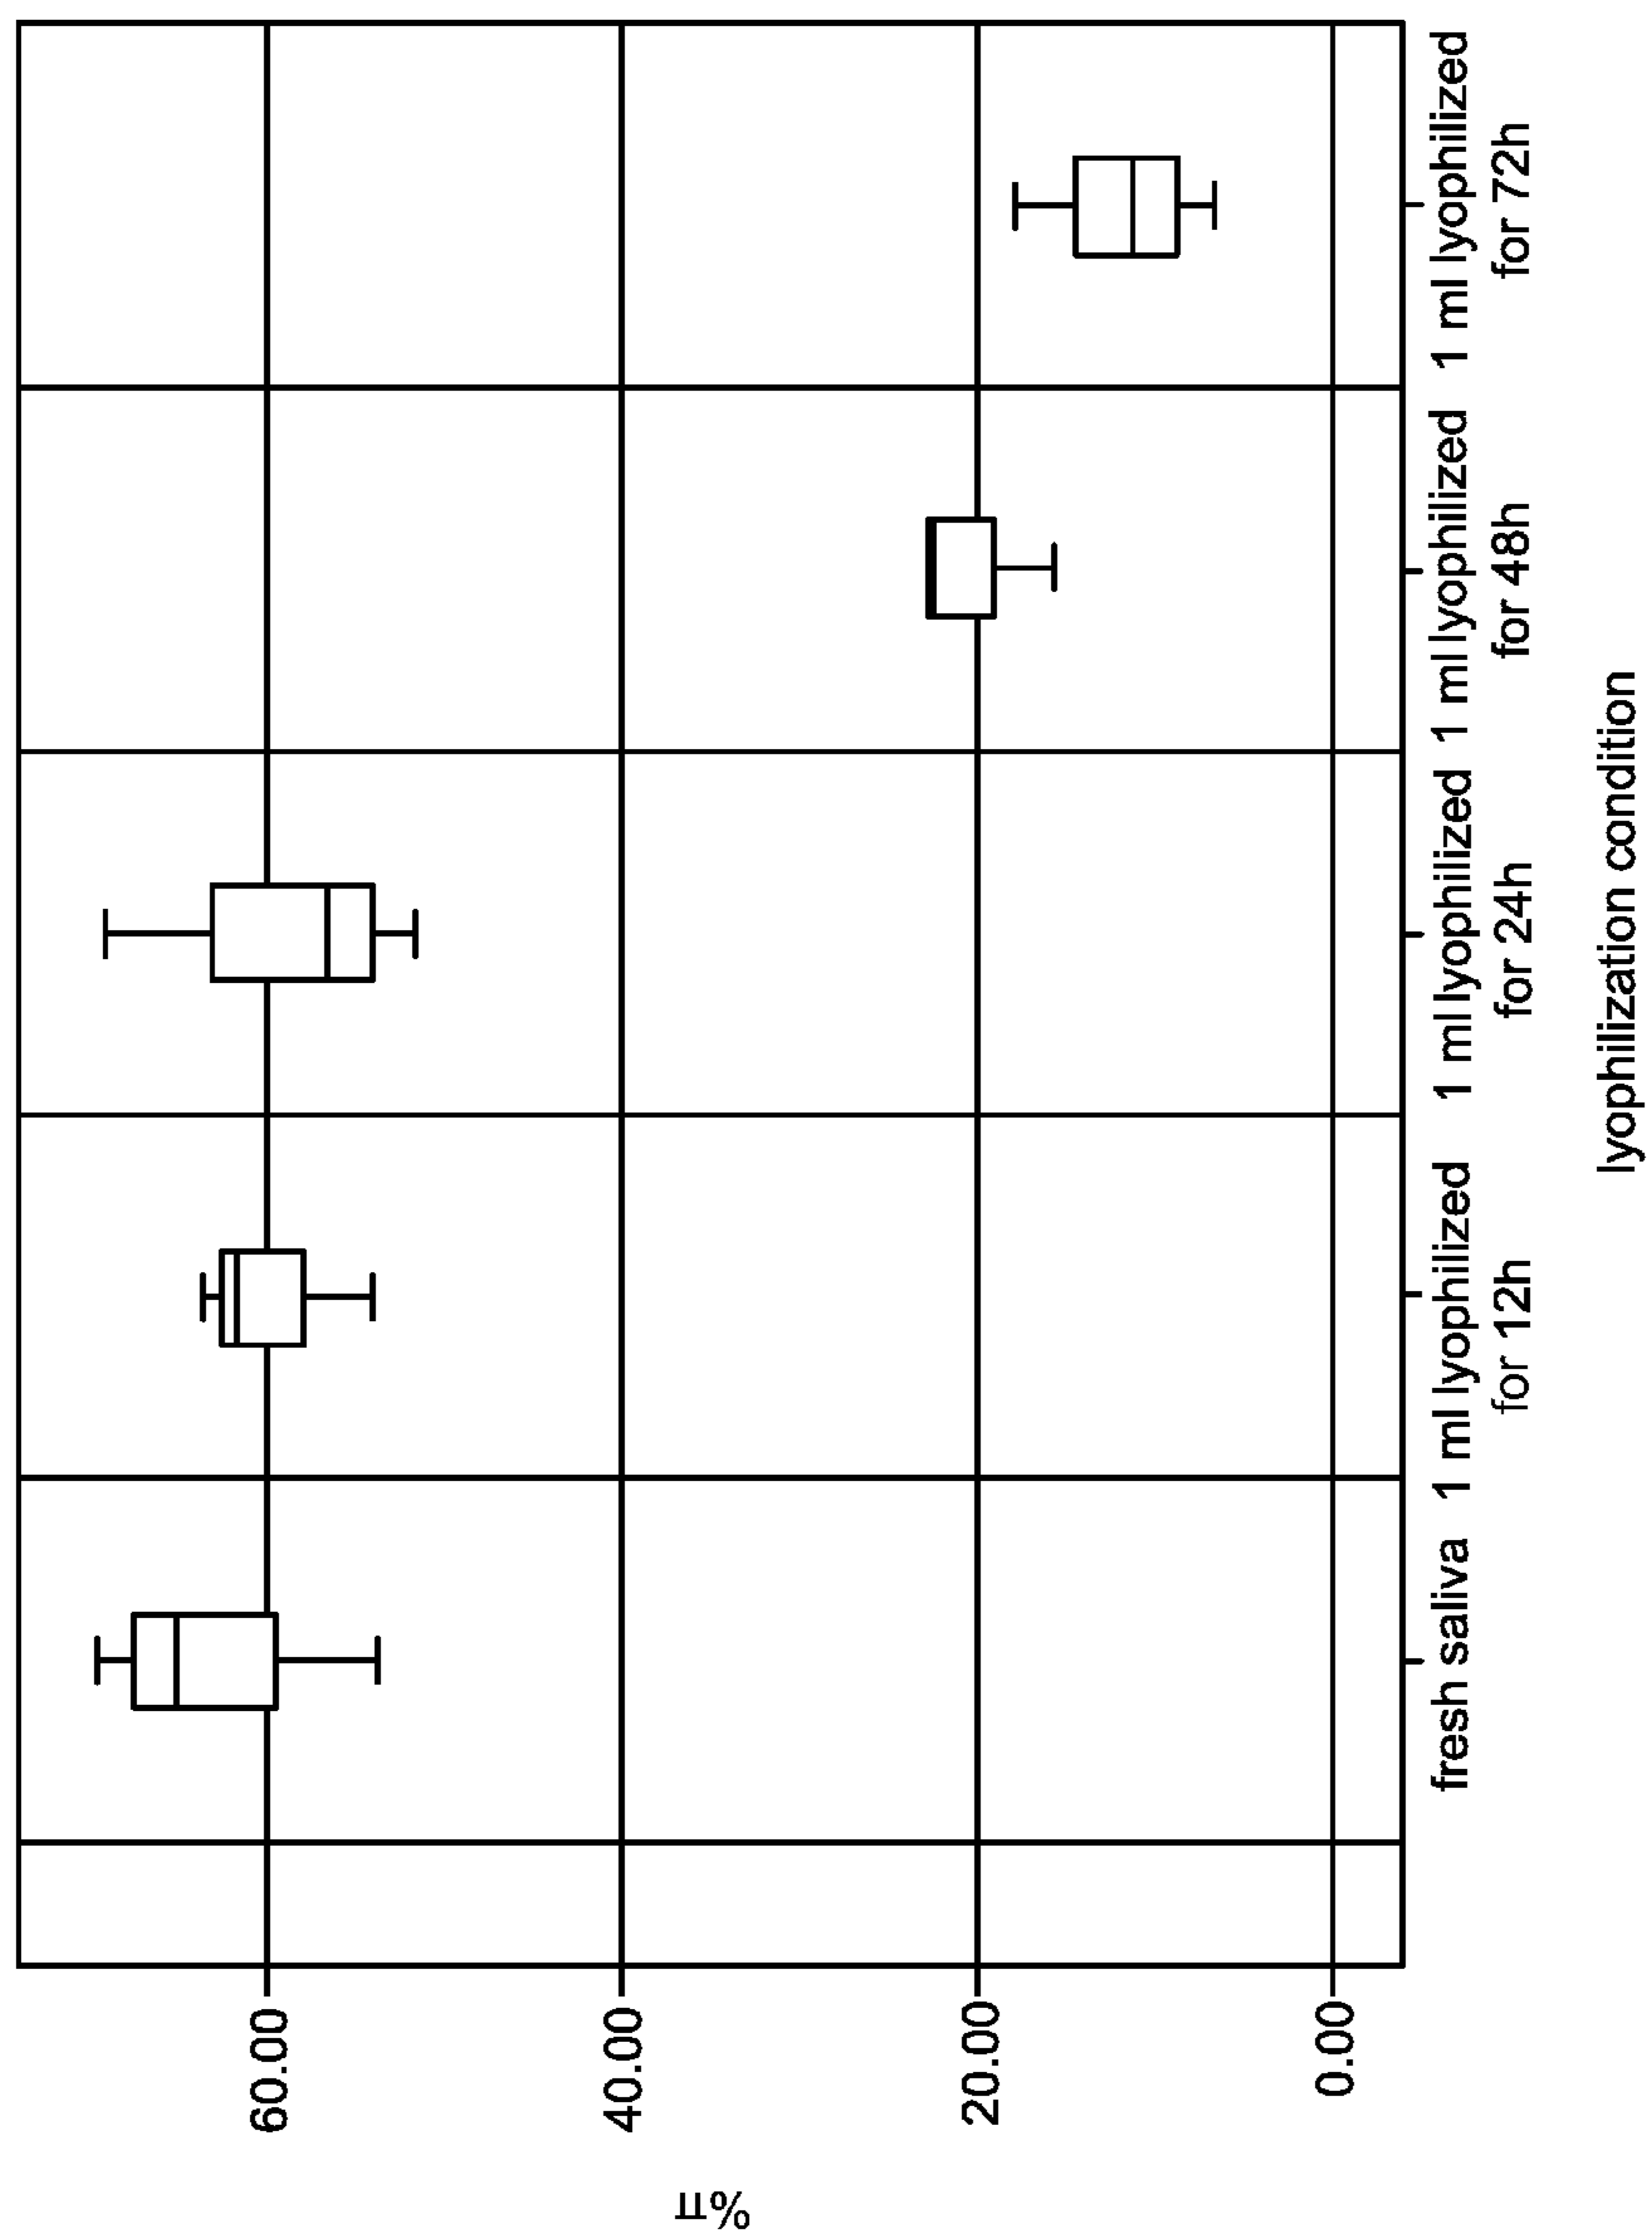 60.00
40.00
20.00
0.00
fresh saliva
1 ml lyophilized
for 12h
1 ml lyophilized
for 24h
1 ml lyophilized
for 48h
1 ml lyophilized
for 72h
lyophilization condition